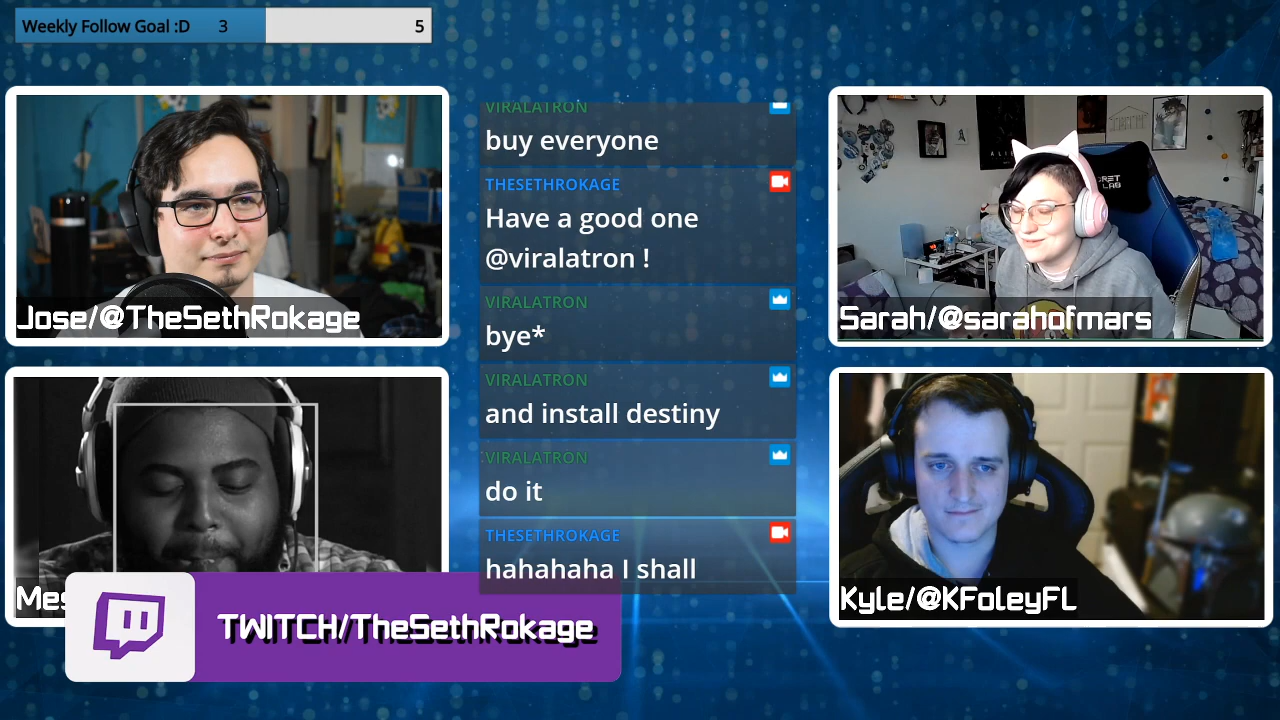 Weekly Follow Goal :D 3 5
VIRALATRON
buy everyone
THESETHROKAGE
Have a good one
@viralatron !
VIRALATRON
bye*
VIRALATRON
and install destiny
VIRALATRON
do it
THESETHROKAGE
hahahaha I shall
Jose/@TheSethRokage
Sarah/@sarahofmars
Kyle/@KFoleyFL
TWITCH/TheSethRokage